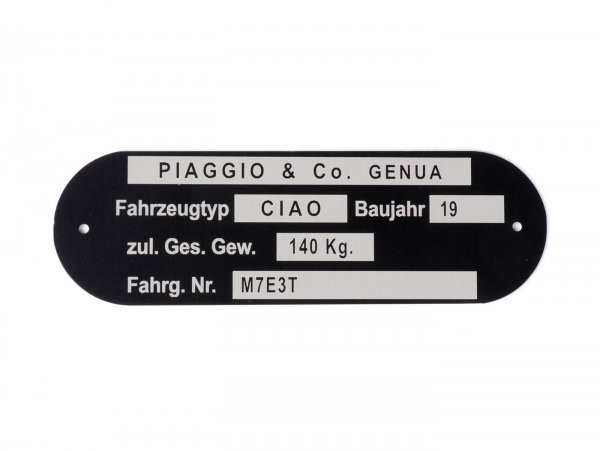 PIAGGIO & Co. GENUA
Fahrzeugtyp CIAO Baujahr 19
zul. Ges. Gew. 140 Kg.
Fahrg. Nr. M7E3T